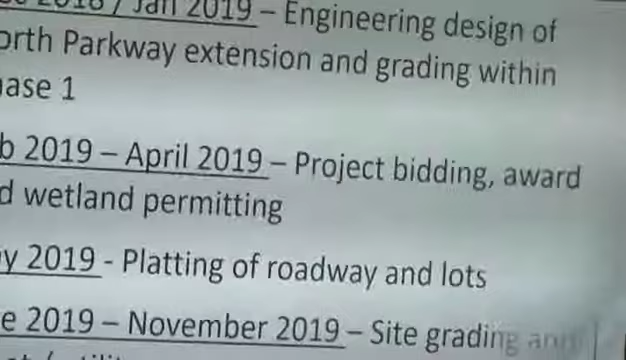 2018 / Jan 2019 – Engineering design of
orth Parkway extension and grading within
ase 1
b 2019 – April 2019 – Project bidding, award
d wetland permitting
y 2019 - Platting of roadway and lots
e 2019 – November 2019 – Site grading and